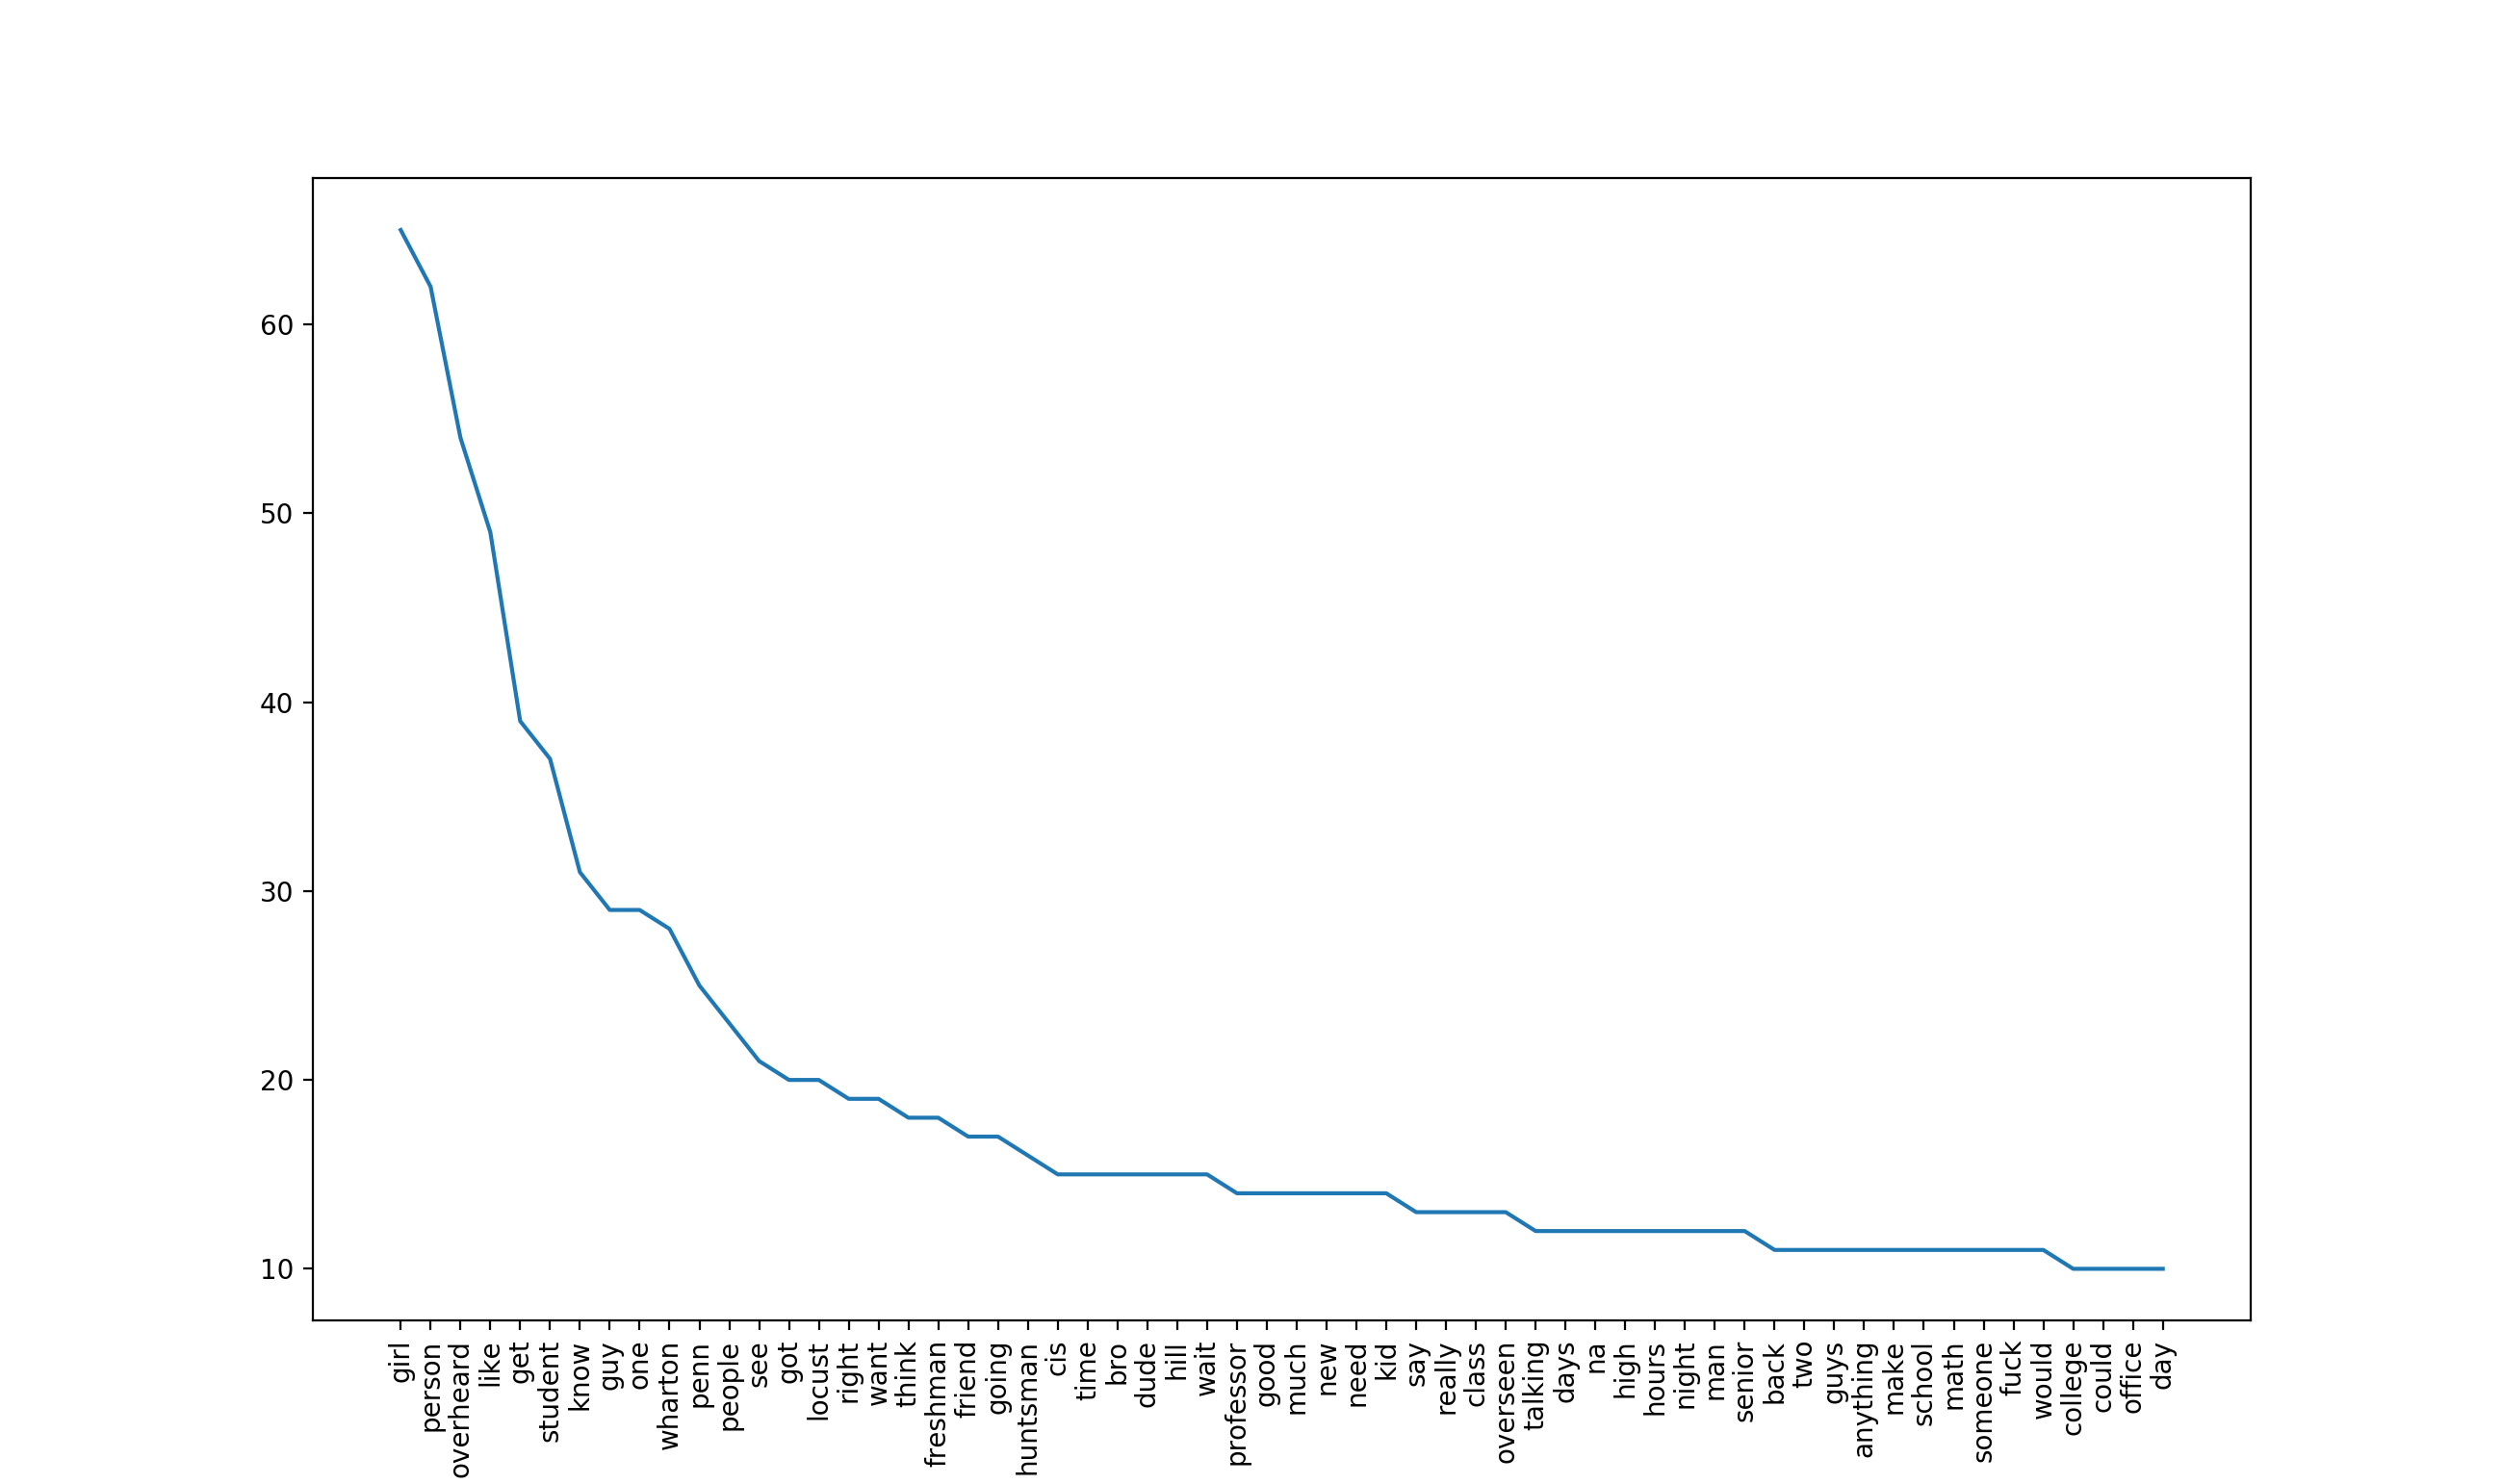 60
50
40
30
20
10
girl
person
overheard
like
get
student
know
guy
one
wharton
penn
people
see
got
locust
right
want
think
freshman
friend
going
huntsman
cis
time
bro
dude
hill
wait
professor
good
much
new
need
kid
say
really
class
overseen
talking
days
na
high
hours
night
man
senior
back
two
guys
anything
make
school
math
someone
fuck
would
college
could
office
day